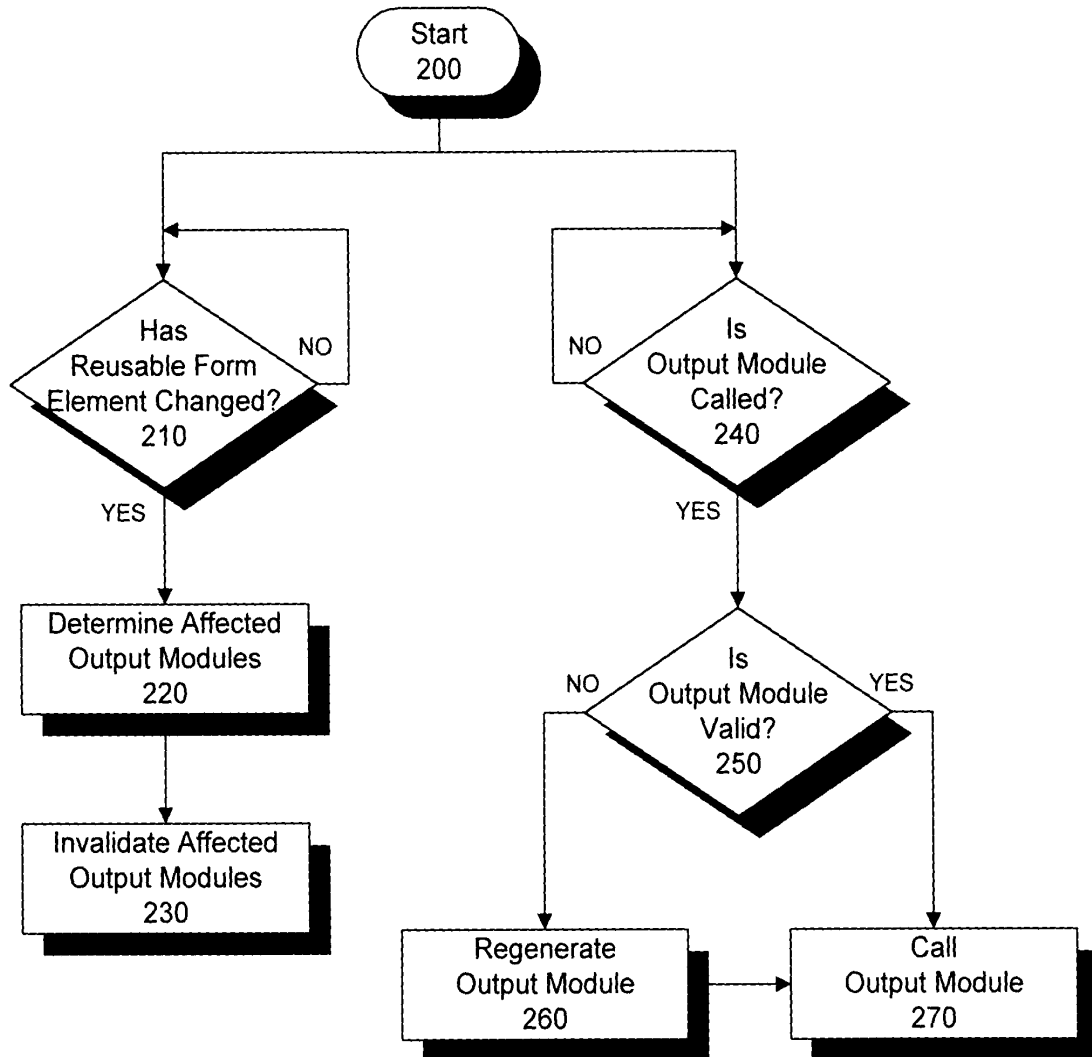 Start
200
Has
Reusable Form
Element Changed?
210
NO
YES
Determine Affected
Output Modules
220
Invalidate Affected
Output Modules
230
Is
Output Module
Called?
240
NO
YES
Is
Output Module
Valid?
250
NO
YES
Regenerate
Output Module
260
Call
Output Module
270